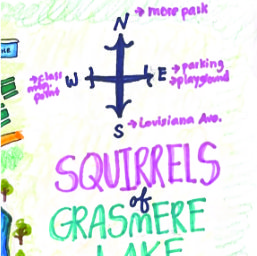 → more park
N
W
E
→ parking
→ playground
→ class
mtg.
point
S
→ Louisiana Ave.
SQUIRRELS
of
GRASMERE
LAKE